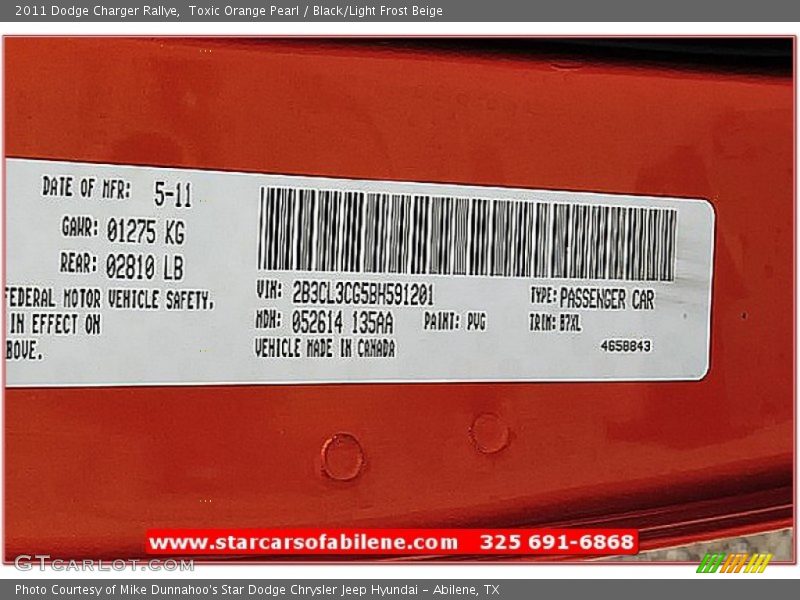 2011 Dodge Charger Rallye, Toxic Orange Pearl / Black/Light Frost Beige
DATE OF MFR: 5-11
GAWR: 01275 KG
REAR: 02810 LB
FEDERAL MOTOR VEHICLE SAFETY,
IN EFFECT ON
BOVE.
VIN: 2B3CL3CG5BH591201
TYPE: PASSENGER CAR
MDH: 052614 135AA
PAINT: PVG
TRIM: B7XL
VEHICLE MADE IN CANADA
4658843
www.starcarsofabilene.com 325 691-6868
GTcarlot.com
Photo Courtesy of Mike Dunnahoo's Star Dodge Chrysler Jeep Hyundai - Abilene, TX